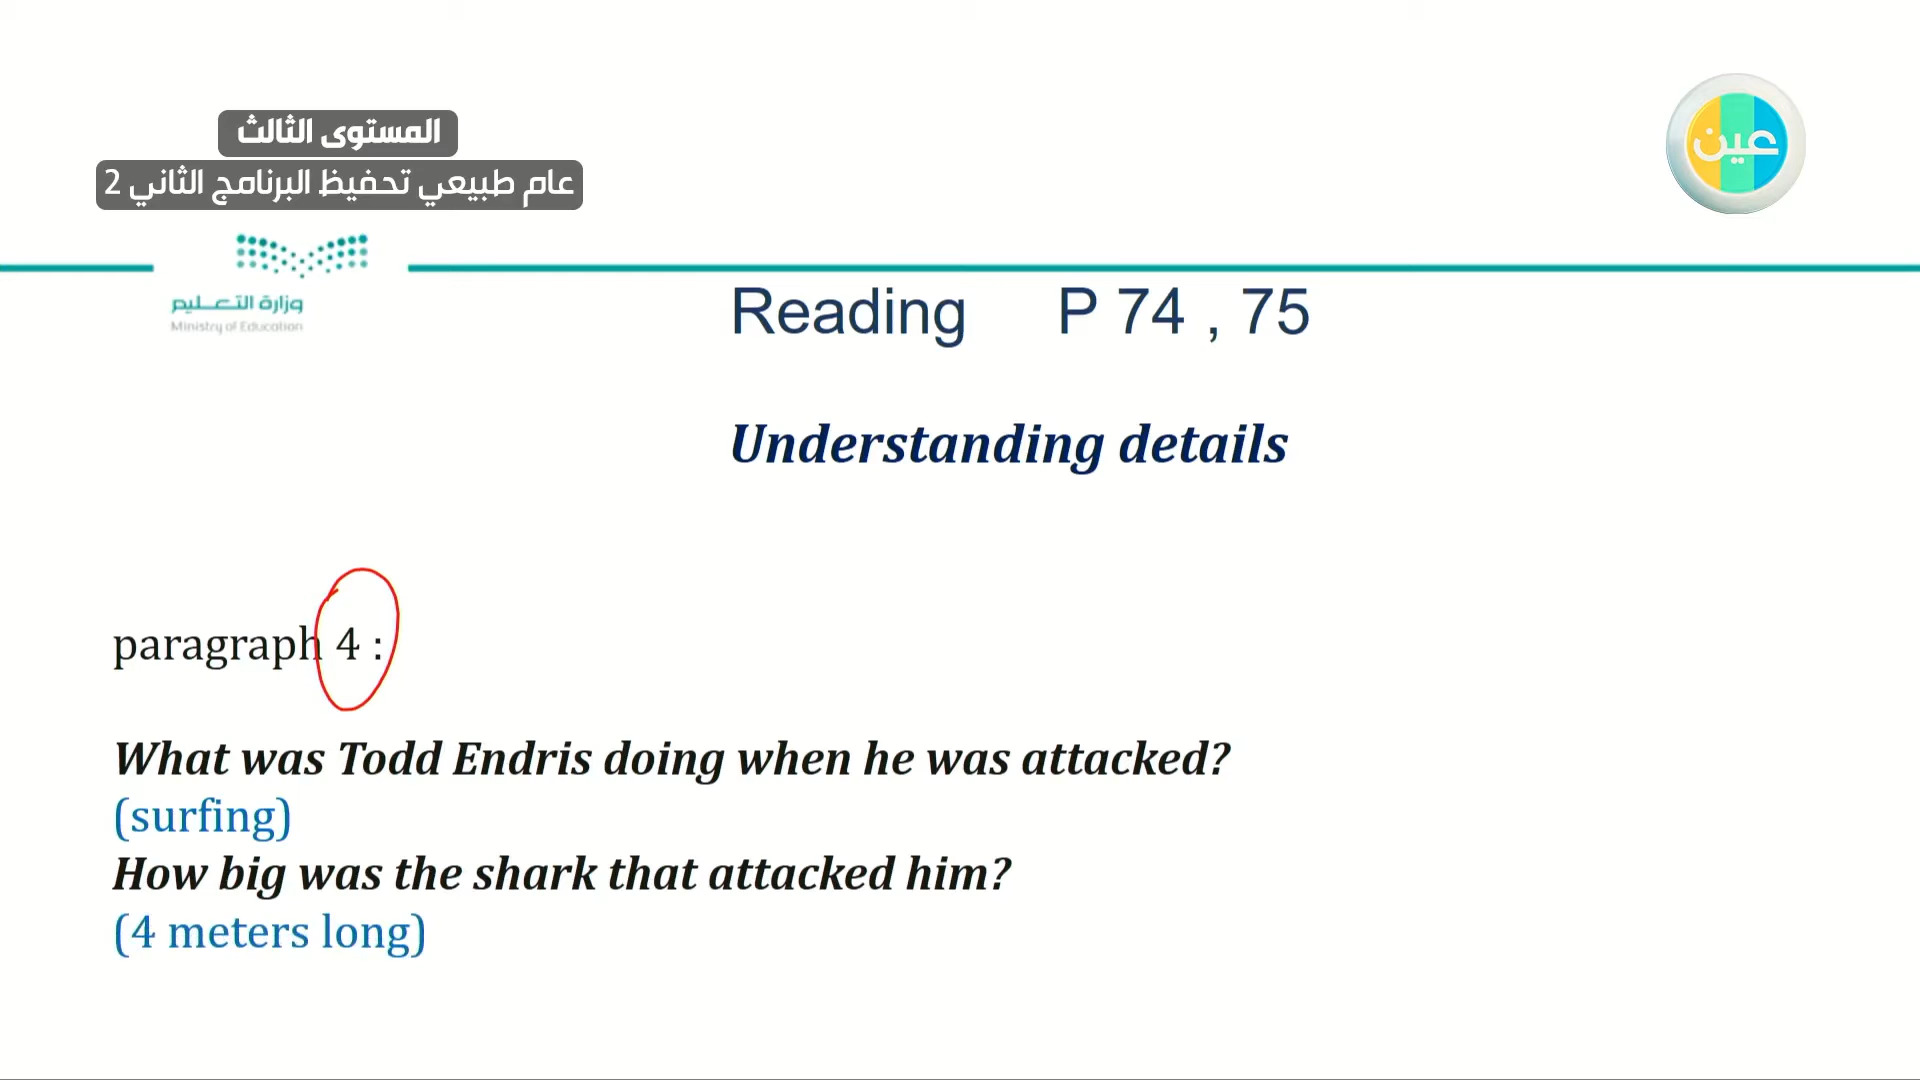 المستوى الثالث
عام طبيعي تحفيظ البرنامج الثاني 2
عين
وزارة التعليم
Ministry of Education
Reading P 74 , 75
Understanding details
paragraph 4 :
What was Todd Endris doing when he was attacked?
(surfing)
How big was the shark that attacked him?
(4 meters long)